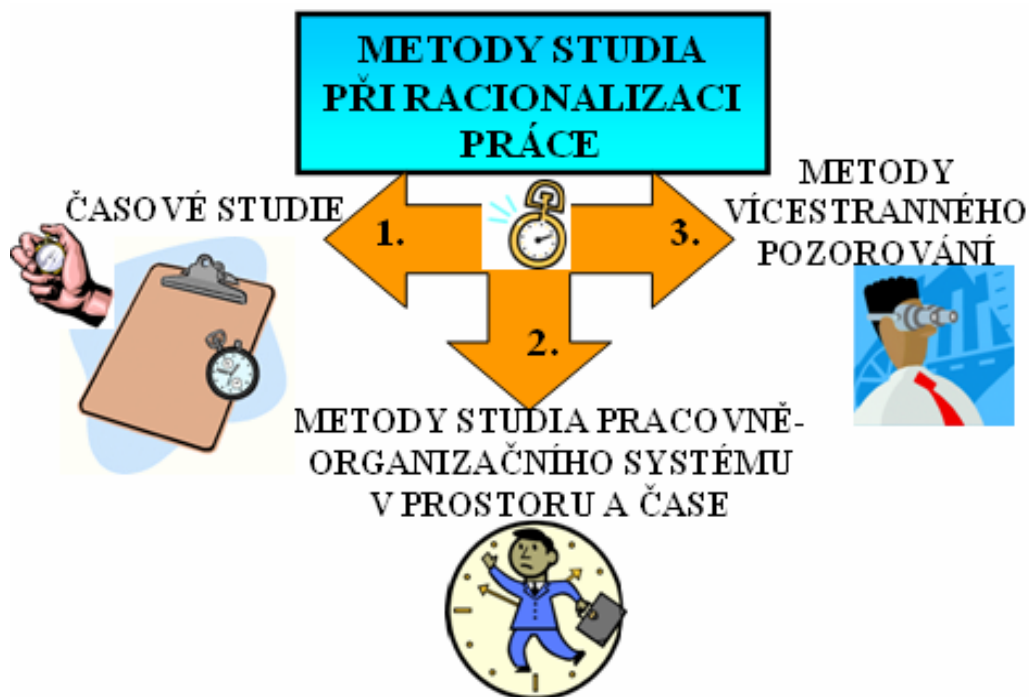 METODY STUDIA
PŘI RACIONALIZACI
PRÁCE
ČASOVÉ STUDIE
1.
3.
METODY
VÍCESTRANNÉHO
POZOROVÁNÍ
2.
METODY STUDIA PRACOVNĚ-
ORGANIZAČNÍHO SYSTÉMU
V PROSTORU A ČASE